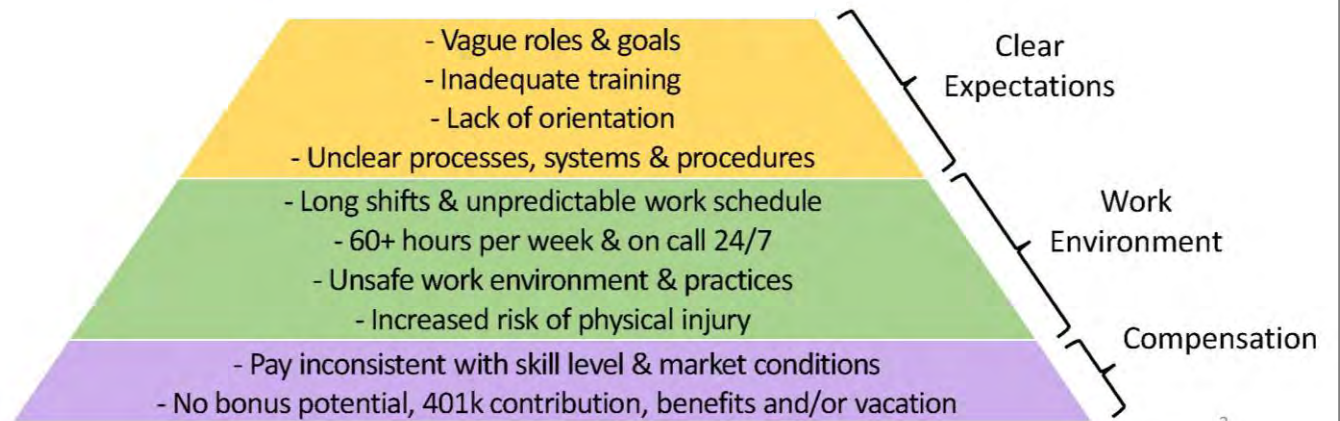 - Vague roles & goals
- Inadequate training
- Lack of orientation
- Unclear processes, systems & procedures
Clear
Expectations
- Long shifts & unpredictable work schedule
- 60+ hours per week & on call 24/7
- Unsafe work environment & practices
- Increased risk of physical injury
Work
Environment
- Pay inconsistent with skill level & market conditions
- No bonus potential, 401k contribution, benefits and/or vacation
Compensation